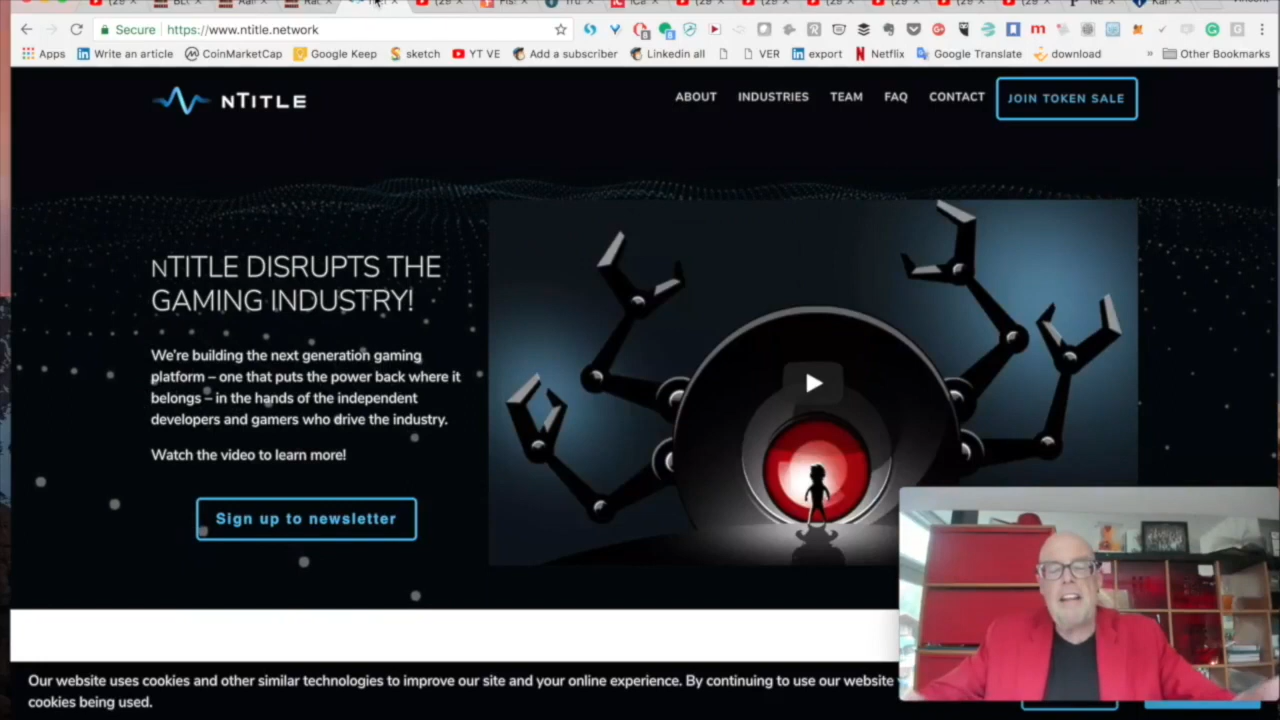 Secure https://www.ntitle.network
Apps Write an article CoinMarketCap Google Keep sketch YT VE Add a subscriber Linkedin all VER export Netflix Google Translate download » Other Bookmarks
NTITLE ABOUT INDUSTRIES TEAM FAQ CONTACT JOIN TOKEN SALE
NTITLE DISRUPTS THE
GAMING INDUSTRY!
We're building the next generation gaming
platform – one that puts the power back where it
belongs – in the hands of the independent
developers and gamers who drive the industry.
Watch the video to learn more!
Sign up to newsletter
Our website uses cookies and other similar technologies to improve our site and your online experience. By continuing to use our website
cookies being used.